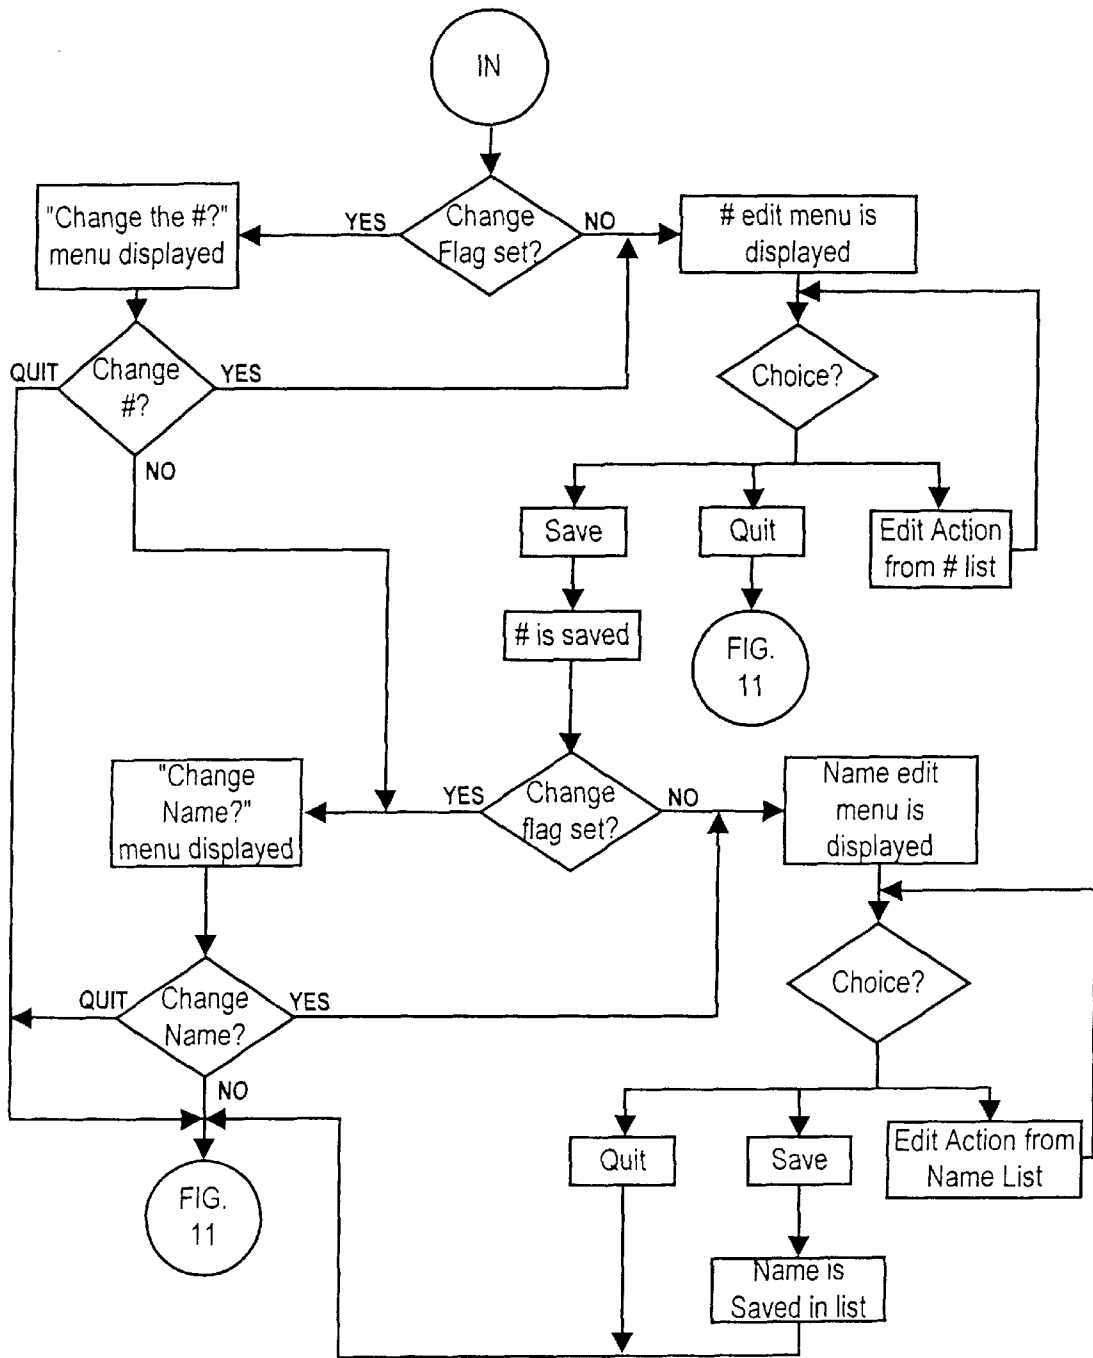 IN
"Change the #?"
menu displayed
YES
Change
Flag set?
NO
# edit menu is
displayed
QUIT
Change
#?
YES
NO
Choice?
Save
Quit
Edit Action
from # list
# is saved
FIG.
11
"Change
Name?"
menu displayed
YES
Change
flag set?
NO
Name edit
menu is
displayed
QUIT
Change
Name?
YES
NO
Choice?
Quit
Save
Edit Action from
Name List
FIG.
11
Name is
Saved in list